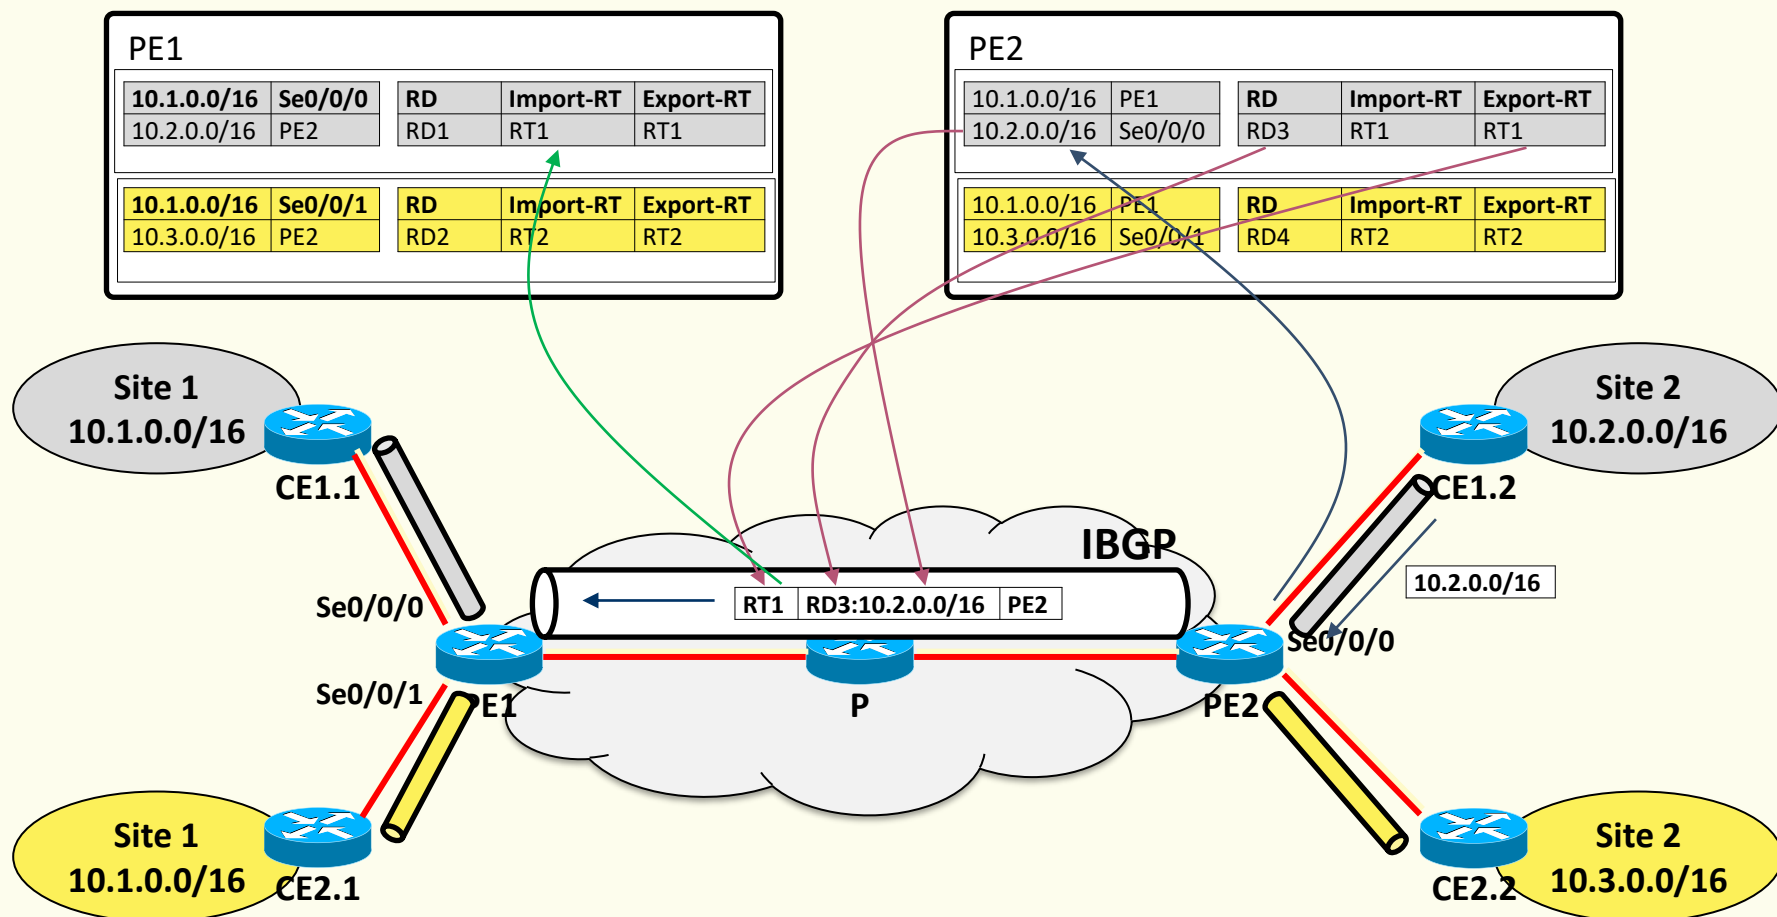 PE1
10.1.0.0/16 Se0/0/0 RD Import-RT Export-RT
10.2.0.0/16 PE2 RD1 RT1 RT1
10.1.0.0/16 Se0/0/1 RD Import-RT Export-RT
10.3.0.0/16 PE2 RD2 RT2 RT2
PE2
10.1.0.0/16 PE1 RD Import-RT Export-RT
10.2.0.0/16 Se0/0/0 RD3 RT1 RT1
10.1.0.0/16 PE1 RD Import-RT Export-RT
10.3.0.0/16 Se0/0/1 RD4 RT2 RT2
Site 1
10.1.0.0/16
CE1.1
Site 2
10.2.0.0/16
CE1.2
IBGP
10.2.0.0/16
RT1 RD3:10.2.0.0/16 PE2
Se0/0/0
Se0/0/0
Se0/0/1
PE1
P
PE2
Site 1
10.1.0.0/16
CE2.1
Site 2
10.3.0.0/16
CE2.2